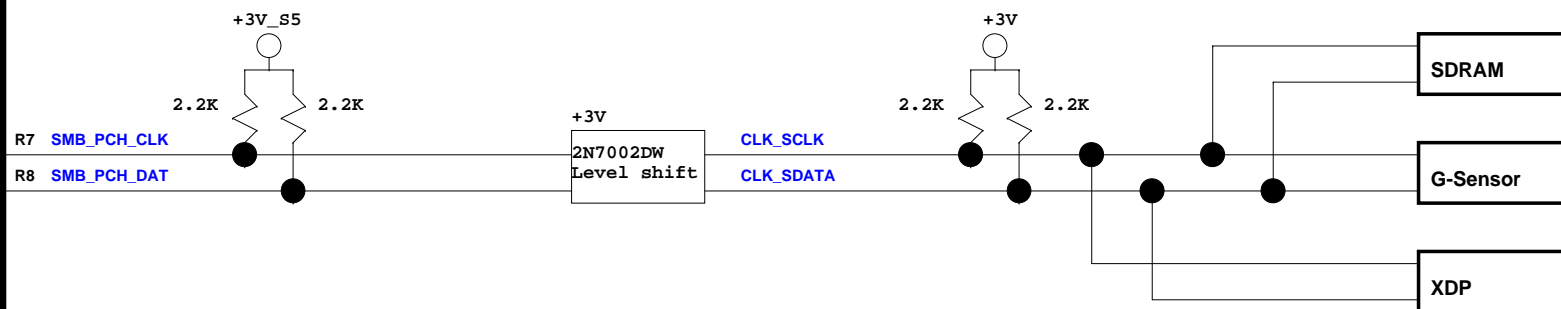 +3V_S5
+3V
SDRAM
2.2K
2.2K
2.2K
2.2K
+3V
R7 SMB_PCH_CLK
2N7002DW
Level shift
CLK_SCLK
R8 SMB_PCH_DAT
CLK_SDATA
G-Sensor
XDP